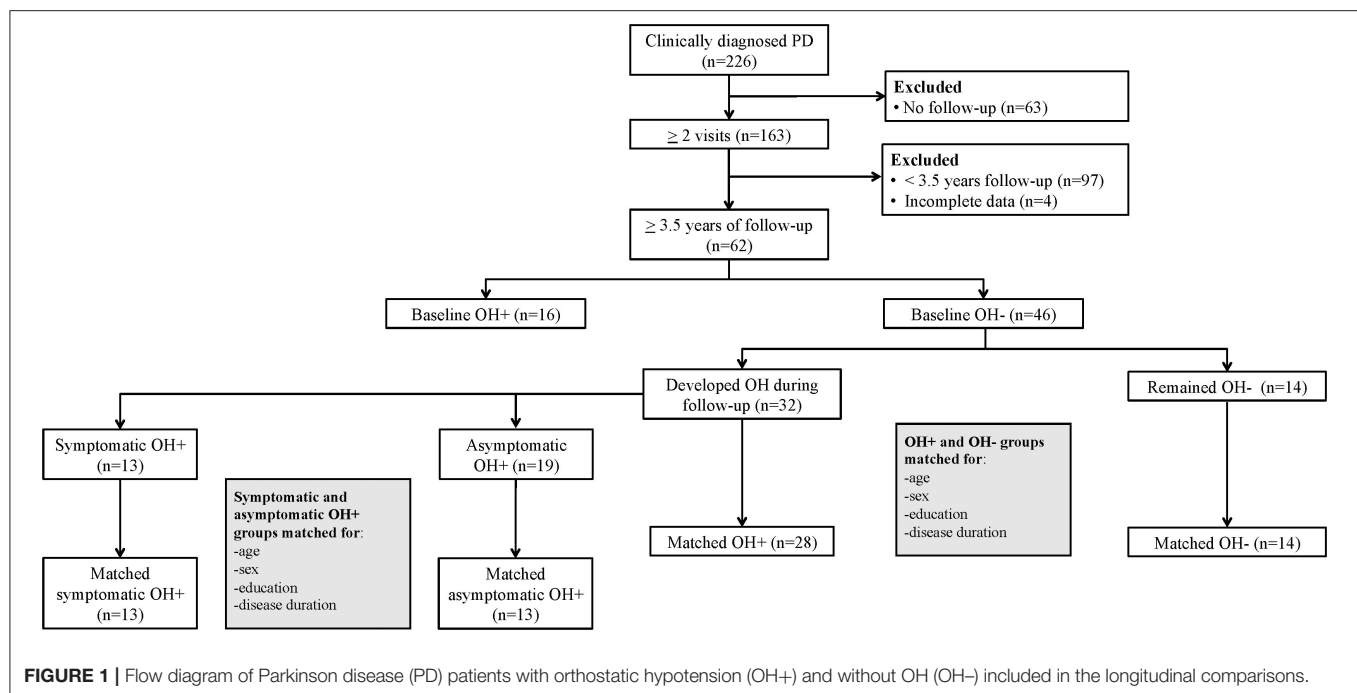 Clinically diagnosed PD
(n=226)
Excluded
• No follow-up (n=63)
≥ 2 visits (n=163)
Excluded
• < 3.5 years follow-up (n=97)
• Incomplete data (n=4)
≥ 3.5 years of follow-up
(n=62)
Baseline OH+ (n=16)
Baseline OH- (n=46)
Developed OH during
follow-up (n=32)
Remained OH- (n=14)
Symptomatic OH+
(n=13)
Asymptomatic
OH+ (n=19)
OH+ and OH- groups
matched for:
-age
-sex
-education
-disease duration
Symptomatic and
asymptomatic OH+
groups matched for:
-age
-sex
-education
-disease duration
Matched OH+ (n=28)
Matched OH- (n=14)
Matched
symptomatic OH+
(n=13)
Matched
asymptomatic OH+
(n=13)
FIGURE 1 | Flow diagram of Parkinson disease (PD) patients with orthostatic hypotension (OH+) and without OH (OH–) included in the longitudinal comparisons.